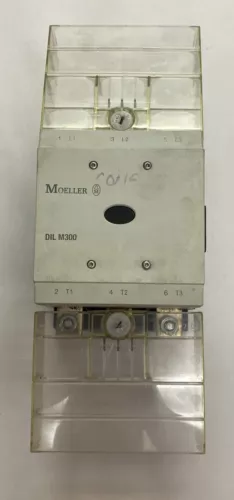 1 L1 3 L2 5 L3
MOELLER
DIL M300
2 T1 4 T2 6 T3